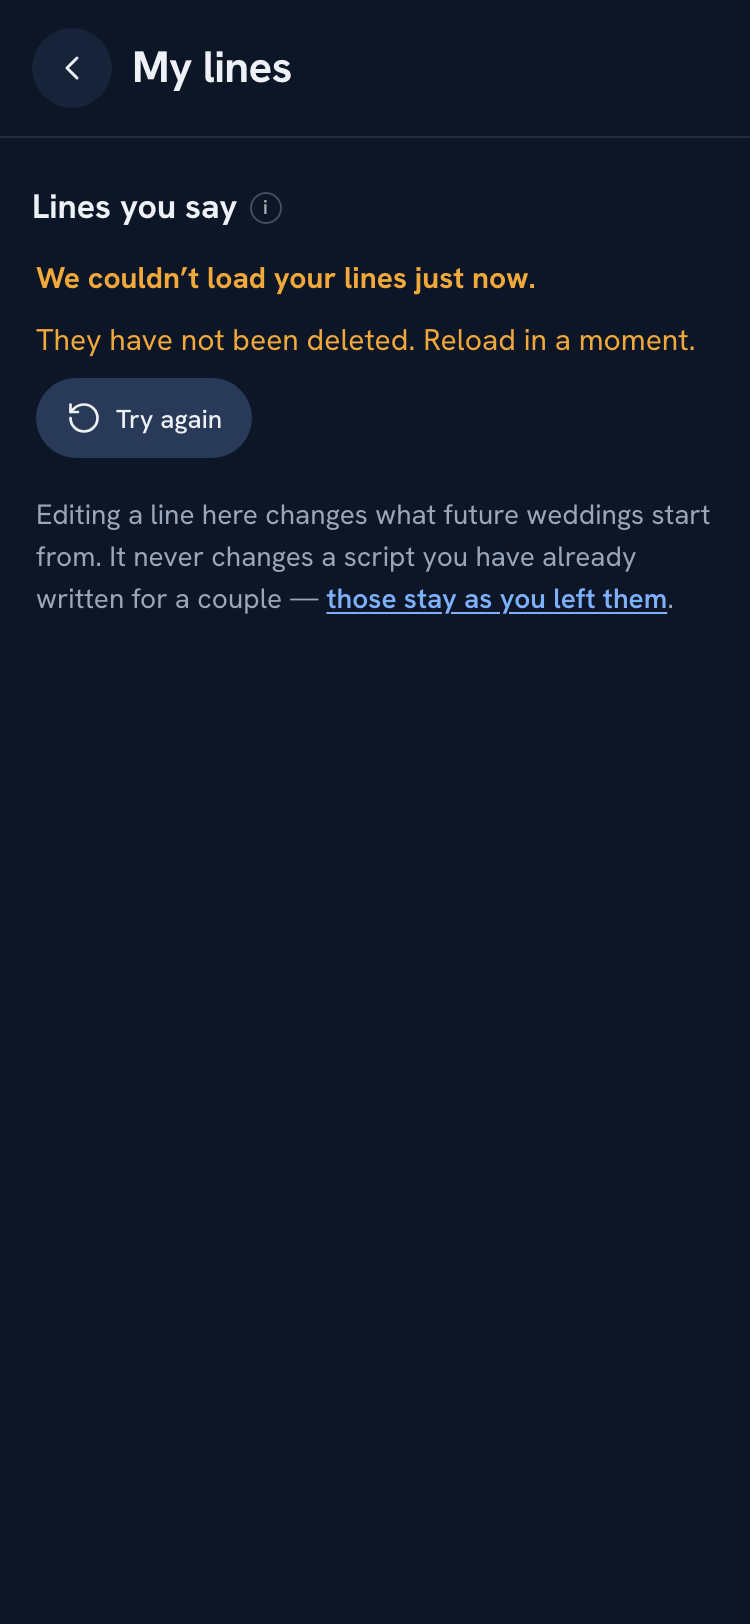 My lines
Lines you say
i
We couldn’t load your lines just now.
They have not been deleted. Reload in a moment.
Try again
Editing a line here changes what future weddings start
from. It never changes a script you have already
written for a couple — those stay as you left them.